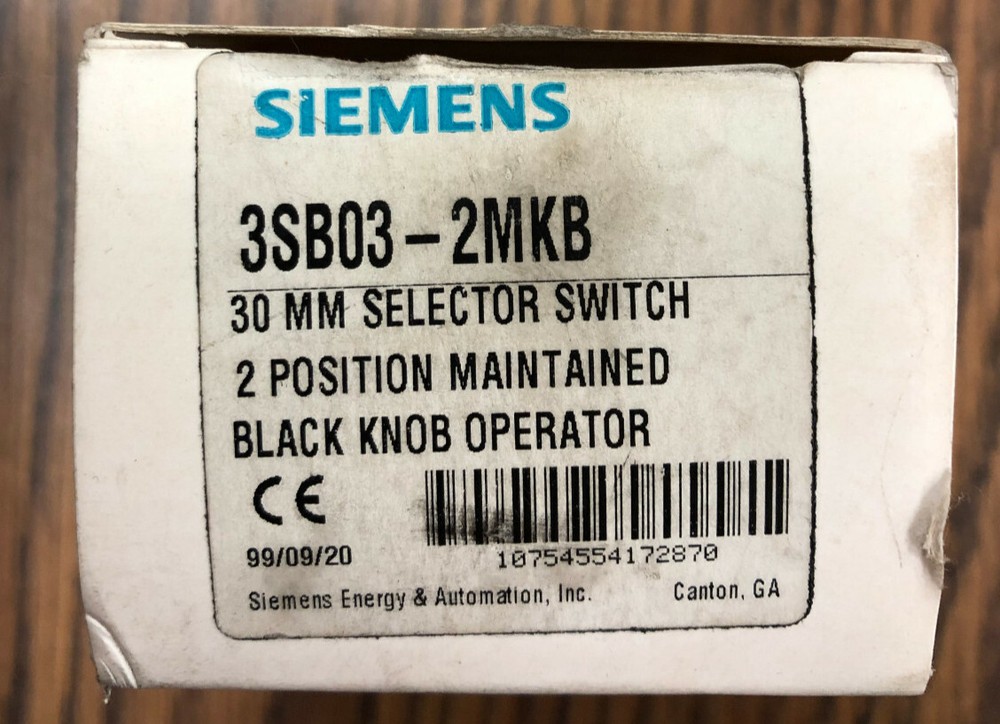 SIEMENS
3SB03-2MKB
30 MM SELECTOR SWITCH
2 POSITION MAINTAINED
BLACK KNOB OPERATOR
CE
99/09/20
10754554172870
Siemens Energy & Automation, Inc. Canton, GA